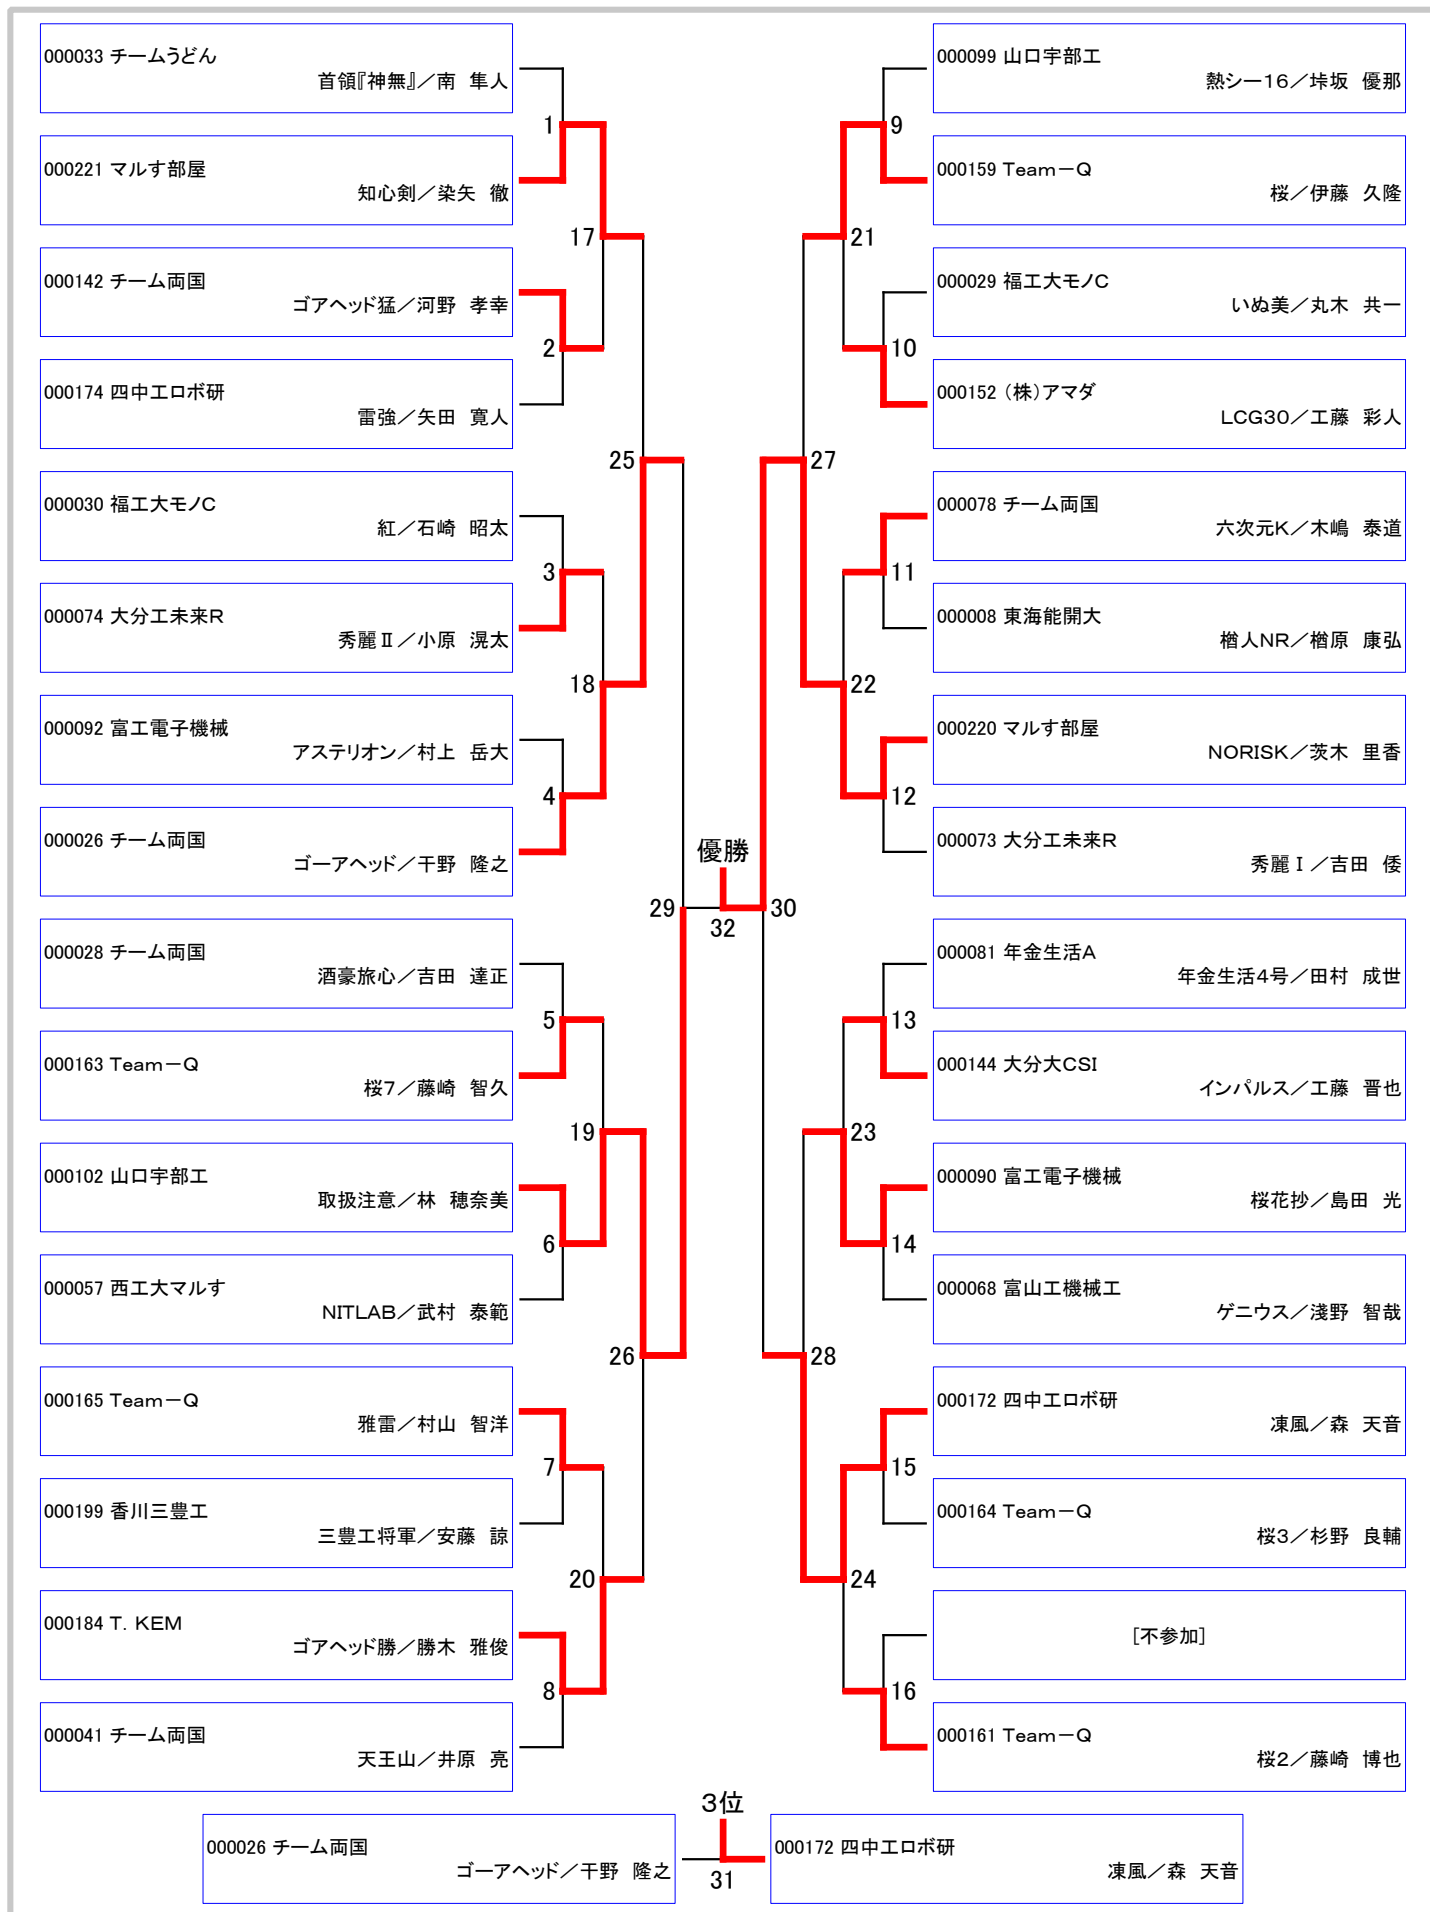 000033 チームうどん
首領『神無』／南 隼人
000221 マルす部屋
知心剣／染矢 徹
000142 チーム両国
ゴアヘッド猛／河野 孝幸
000174 四中工ロボ研
雷強／矢田 寛人
000030 福工大モノC
紅／石崎 昭太
000074 大分工未来R
秀麗Ⅱ／小原 滉太
000092 富工電子機械
アステリオン／村上 岳大
000026 チーム両国
ゴーアヘッド／干野 隆之
000028 チーム両国
酒豪旅心／吉田 達正
000163 Team－Q
桜7／藤崎 智久
000102 山口宇部工
取扱注意／林 穂奈美
000057 西工大マルす
NITLAB／武村 泰範
000165 Team－Q
雅雷／村山 智洋
000199 香川三豊工
三豊工将軍／安藤 諒
000184 T. KEM
ゴアヘッド勝／勝木 雅俊
000041 チーム両国
天王山／井原 亮
1
2
3
4
5
6
7
8
17
18
19
20
25
26
29
優勝
32
30
27
28
21
22
23
24
9
10
11
12
13
14
15
16
000099 山口宇部工
熱シー16／垰坂 優那
000159 Team－Q
桜／伊藤 久隆
000029 福工大モノC
いぬ美／丸木 共一
000152 (株)アマダ
LCG30／工藤 彩人
000078 チーム両国
六次元K／木嶋 泰道
000008 東海能開大
楢人NR／楢原 康弘
000220 マルす部屋
NORISK／茨木 里香
000073 大分工未来R
秀麗Ⅰ／吉田 倭
000081 年金生活A
年金生活4号／田村 成世
000144 大分大CSI
インパルス／工藤 晋也
000090 富工電子機械
桜花抄／島田 光
000068 富山工機械工
ゲニウス／淺野 智哉
000172 四中工ロボ研
凍風／森 天音
000164 Team－Q
桜3／杉野 良輔
[不参加]
000161 Team－Q
桜2／藤崎 博也
3位
000026 チーム両国
ゴーアヘッド／干野 隆之
31
000172 四中工ロボ研
凍風／森 天音